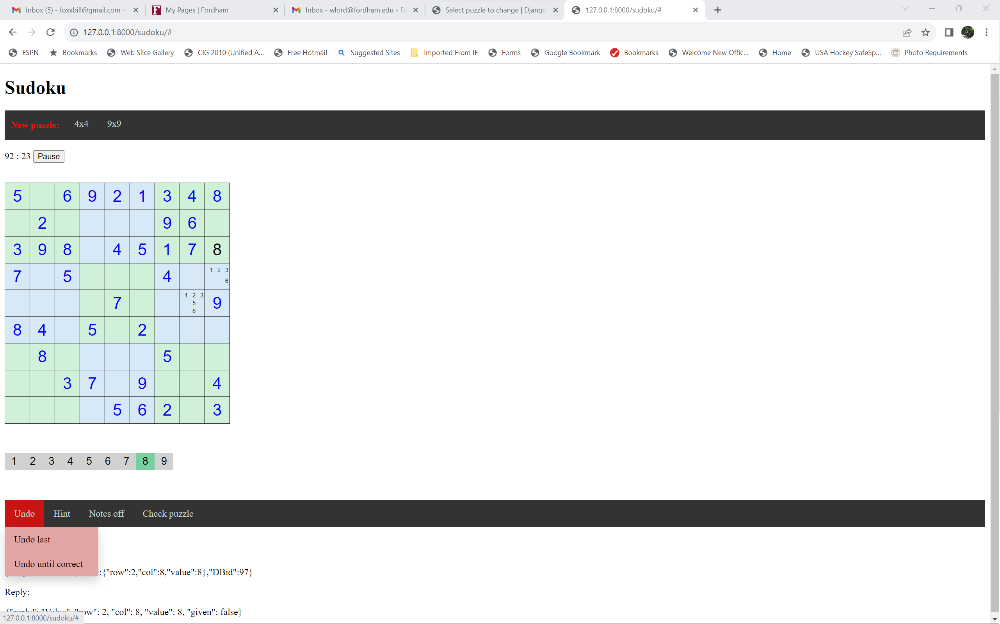 Inbox (5) - foxxbill@gmail.com -
My Pages | Fordham
Inbox - wlord@fordham.edu - Fo
Select puzzle to change | Django
127.0.0.1:8000/sudoku/#
127.0.0.1:8000/sudoku/#
ESPN Bookmarks Web Slice Gallery CIG 2010 (Unified A... Free Hotmail Suggested Sites Imported From IE Forms Google Bookmark Bookmarks Welcome New Offic... Home USA Hockey SafeSp... Photo Requirements
Sudoku
New puzzle: 4x4 9x9
92 : 23 Pause
5 6 9 2 1 3 4 8
2 9 6
3 9 8 4 5 1 7 8
7 5 4 1 2 3 6
7 1 2 3 5 8 9
8 4 5 2
8 5
3 7 9 4
5 6 2 3
1 2 3 4 5 6 7 8 9
Undo Hint Notes off Check puzzle
Undo last
Undo until correct
:{"row":2,"col":8,"value":8},"DBid":97}
Reply:
{"reply": "Value", "row": 2, "col": 8, "value": 8, "given": false}
127.0.0.1:8000/sudoku/#